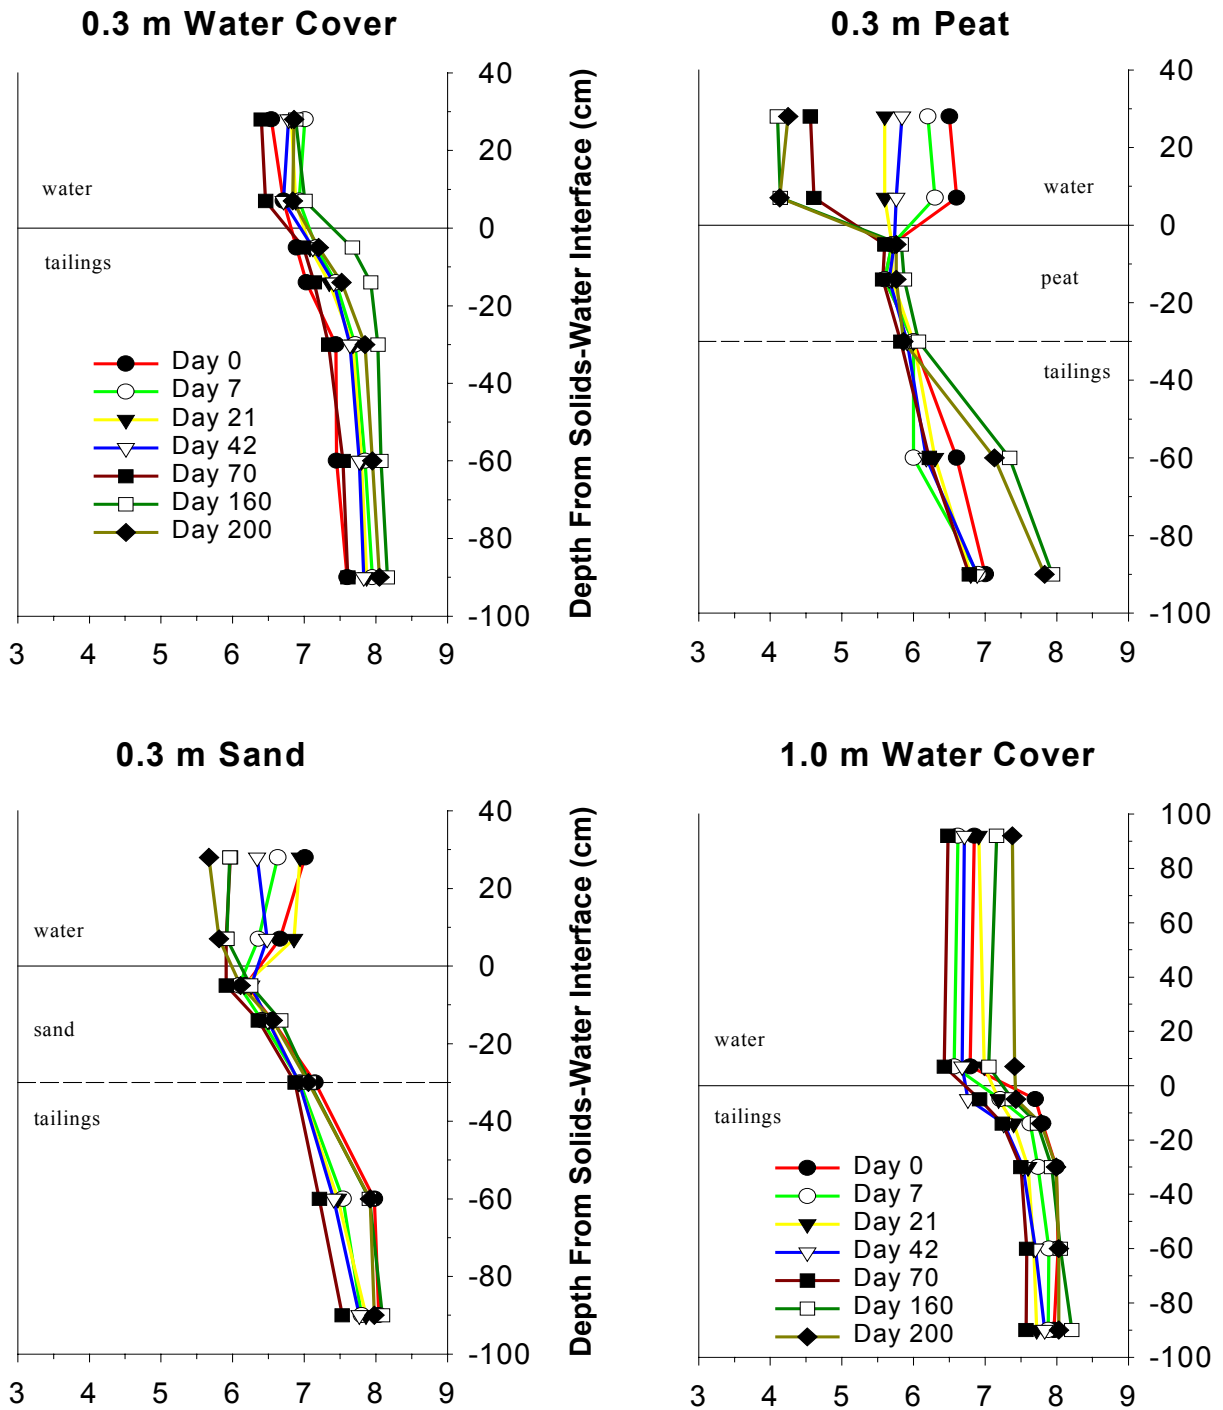 0.3 m Water Cover
40
20
0
-20
-40
-60
-80
-100
water
tailings
Day 0
Day 7
Day 21
Day 42
Day 70
Day 160
Day 200
3 4 5 6 7 8 9
Depth From Solids-Water Interface (cm)
0.3 m Peat
40
20
0
-20
-40
-60
-80
-100
water
peat
tailings
3 4 5 6 7 8 9
0.3 m Sand
40
20
0
-20
-40
-60
-80
-100
water
sand
tailings
3 4 5 6 7 8 9
Depth From Solids-Water Interface (cm)
1.0 m Water Cover
100
80
60
40
20
0
-20
-40
-60
-80
-100
water
tailings
Day 0
Day 7
Day 21
Day 42
Day 70
Day 160
Day 200
3 4 5 6 7 8 9